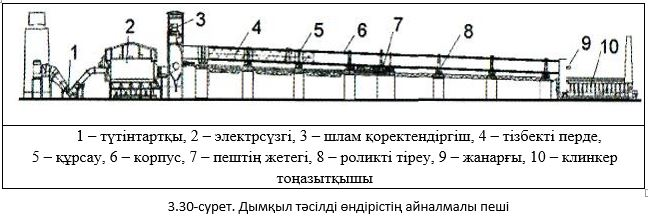 1 2 3 4 5 6 7 8 9 10
1 – түтінтартқы, 2 – электрсүзгі, 3 – шлам қоректендіргіш, 4 – тізбекті перде,
5 – құрсау, 6 – корпус, 7 – пештің жетегі, 8 – роликті тіреу, 9 – жанарғы, 10 – клинкер
тоңазытқышы
3.30-сурет. Дымқыл тәсілді өндірістің айналмалы пеші